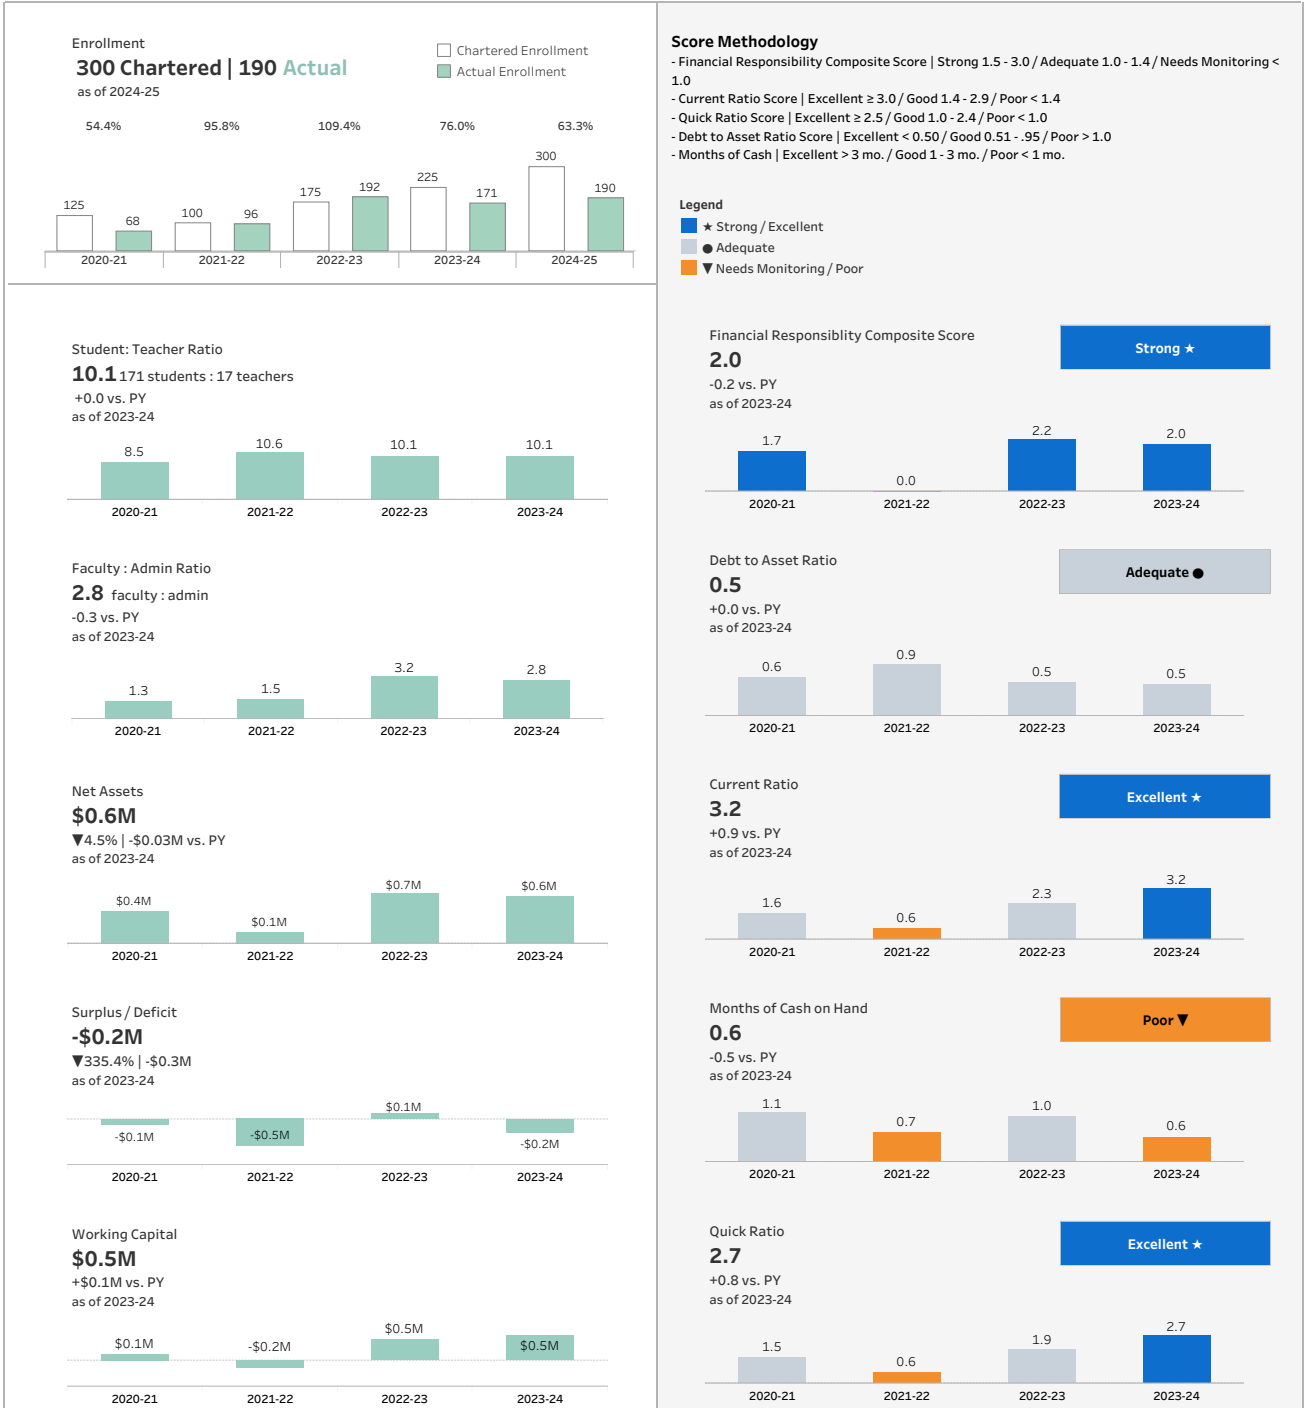 Enrollment
300 Chartered | 190 Actual
as of 2024-25
Chartered Enrollment
Actual Enrollment
54.4% 95.8% 109.4% 76.0% 63.3%
125 68 100 96 175 192 225 171 300 190
2020-21 2021-22 2022-23 2023-24 2024-25
Score Methodology
- Financial Responsibility Composite Score | Strong 1.5 - 3.0 / Adequate 1.0 - 1.4 / Needs Monitoring <
1.0
- Current Ratio Score | Excellent ≥ 3.0 / Good 1.4 - 2.9 / Poor < 1.4
- Quick Ratio Score | Excellent ≥ 2.5 / Good 1.0 - 2.4 / Poor < 1.0
- Debt to Asset Ratio Score | Excellent < 0.50 / Good 0.51 - .95 / Poor > 1.0
- Months of Cash | Excellent > 3 mo. / Good 1 - 3 mo. / Poor < 1 mo.
Legend
★ Strong / Excellent
● Adequate
▼ Needs Monitoring / Poor
Student: Teacher Ratio
10.1 171 students : 17 teachers
+0.0 vs. PY
as of 2023-24
8.5 10.6 10.1 10.1
2020-21 2021-22 2022-23 2023-24
Faculty : Admin Ratio
2.8 faculty : admin
-0.3 vs. PY
as of 2023-24
1.3 1.5 3.2 2.8
2020-21 2021-22 2022-23 2023-24
Net Assets
$0.6M
▼4.5% | -$0.03M vs. PY
as of 2023-24
$0.4M $0.1M $0.7M $0.6M
2020-21 2021-22 2022-23 2023-24
Surplus / Deficit
-$0.2M
▼335.4% | -$0.3M
as of 2023-24
-$0.1M -$0.5M $0.1M -$0.2M
2020-21 2021-22 2022-23 2023-24
Working Capital
$0.5M
+$0.1M vs. PY
as of 2023-24
$0.1M -$0.2M $0.5M $0.5M
2020-21 2021-22 2022-23 2023-24
Financial Responsiblity Composite Score
2.0
-0.2 vs. PY
as of 2023-24
Strong ★
1.7 0.0 2.2 2.0
2020-21 2021-22 2022-23 2023-24
Debt to Asset Ratio
0.5
+0.0 vs. PY
as of 2023-24
Adequate ●
0.6 0.9 0.5 0.5
2020-21 2021-22 2022-23 2023-24
Current Ratio
3.2
+0.9 vs. PY
as of 2023-24
Excellent ★
1.6 0.6 2.3 3.2
2020-21 2021-22 2022-23 2023-24
Months of Cash on Hand
0.6
-0.5 vs. PY
as of 2023-24
Poor ▼
1.1 0.7 1.0 0.6
2020-21 2021-22 2022-23 2023-24
Quick Ratio
2.7
+0.8 vs. PY
as of 2023-24
Excellent ★
1.5 0.6 1.9 2.7
2020-21 2021-22 2022-23 2023-24